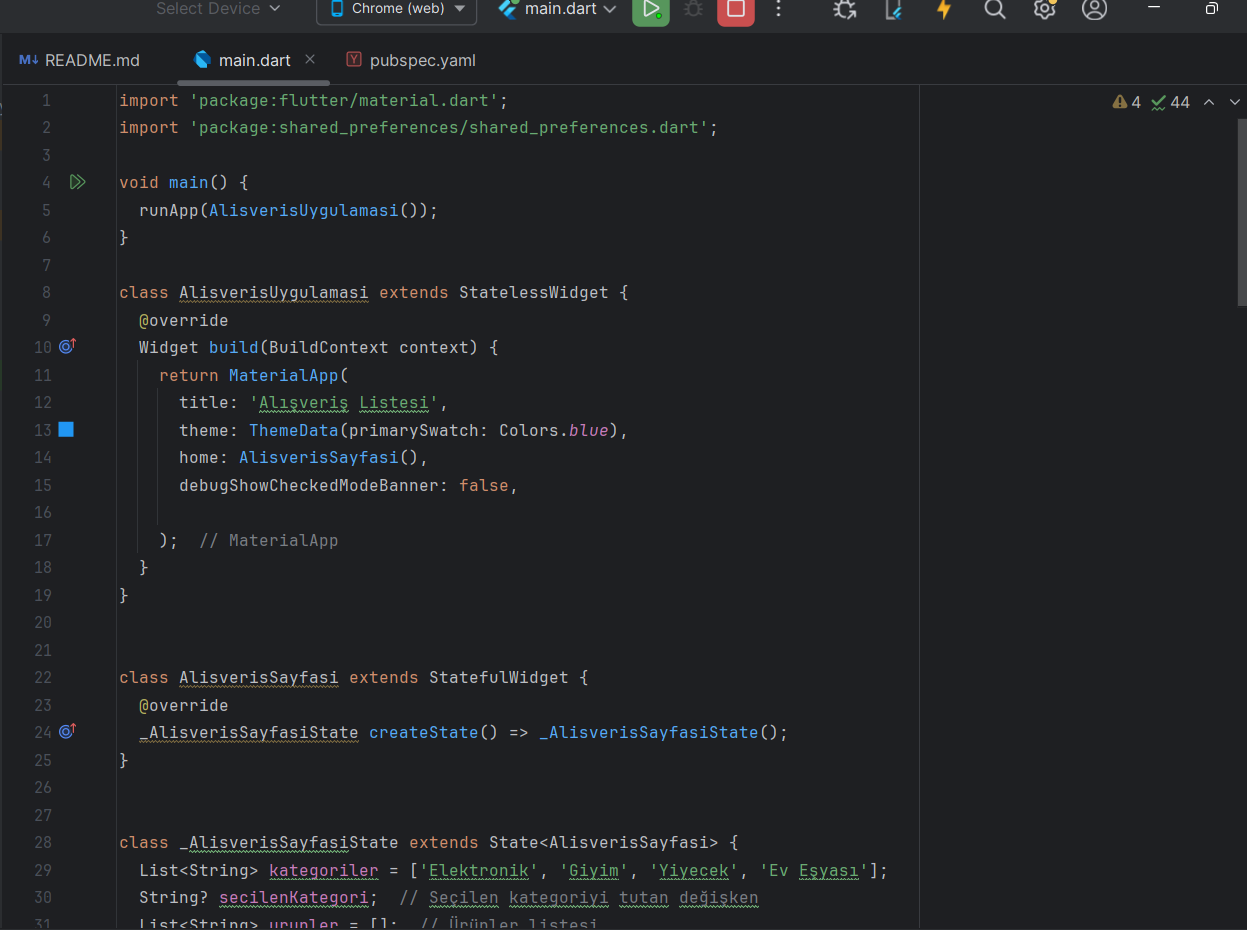 Select Device
Chrome (web)
main.dart
README.md
main.dart
pubspec.yaml
4
44
1 import 'package:flutter/material.dart';
2 import 'package:shared_preferences/shared_preferences.dart';
3
4 void main() {
5 runApp(AlisverisUygulamasi());
6 }
7
8 class AlisverisUygulamasi extends StatelessWidget {
9 @override
10 Widget build(BuildContext context) {
11 return MaterialApp(
12 title: 'Alışveriş Listesi',
13 theme: ThemeData(primarySwatch: Colors.blue),
14 home: AlisverisSayfasi(),
15 debugShowCheckedModeBanner: false,
16
17 ); // MaterialApp
18 }
19 }
20
21
22 class AlisverisSayfasi extends StatefulWidget {
23 @override
24 _AlisverisSayfasiState createState() => _AlisverisSayfasiState();
25 }
26
27
28 class _AlisverisSayfasiState extends State<AlisverisSayfasi> {
29 List<String> kategoriler = ['Elektronik', 'Giyim', 'Yiyecek', 'Ev Eşyası'];
30 String? secilenKategori; // Seçilen kategoriyi tutan değişken
31 List<String> urunler = []; // Ürünler listesi